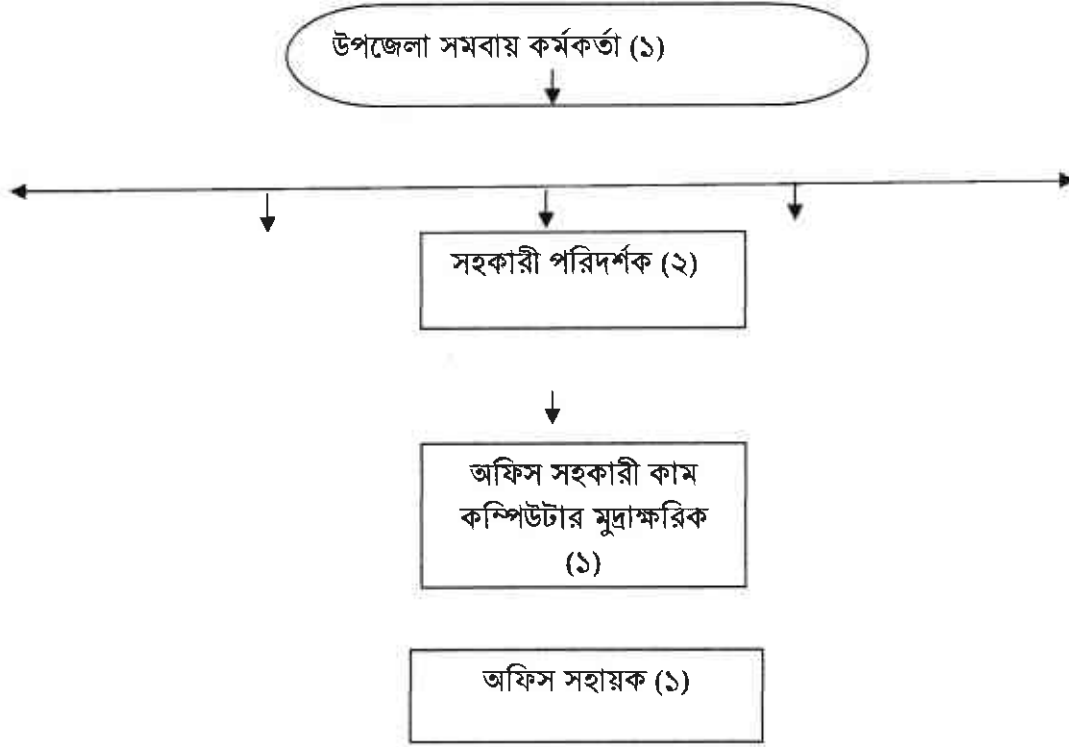 উপজেলা সমবায় কর্মকর্তা (১)
সহকারী পরিদর্শক (২)
অফিস সহকারী কাম
কম্পিউটার মুদ্রাক্ষরিক
(১)
অফিস সহায়ক (১)